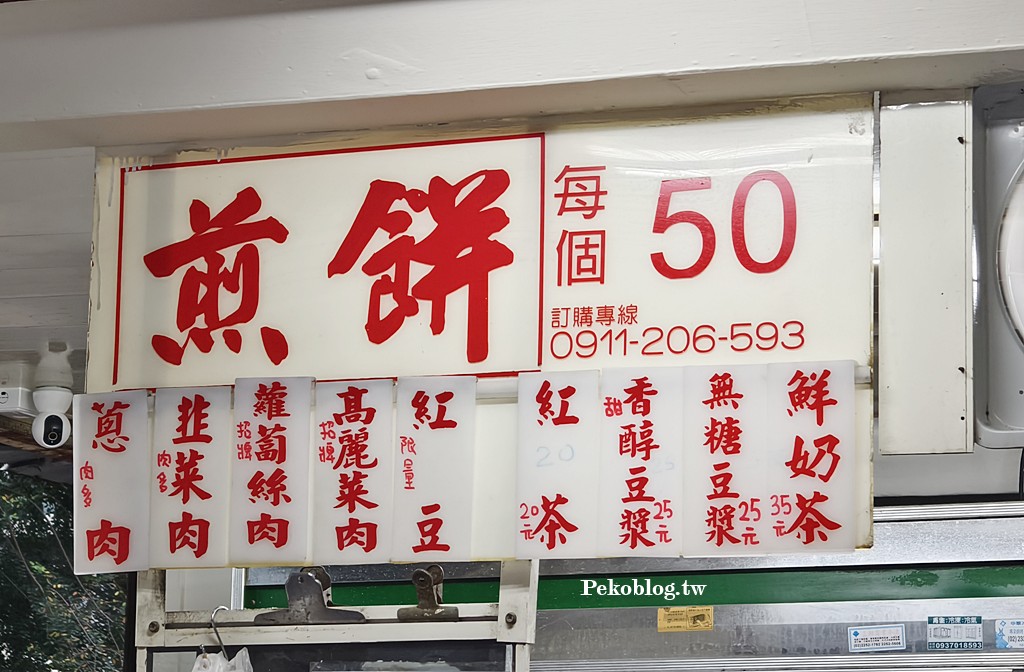 煎餅
每個 50
訂購專線
0911-206-593
蔥肉
肉多
韭菜肉
肉多
蘿蔔絲肉
招牌
高麗菜肉
招牌
紅豆
限量
紅茶
20
20元
香醇豆漿
甜
25元
無糖豆漿
25元
鮮奶茶
35元
Pekoblog.tw
0937018593